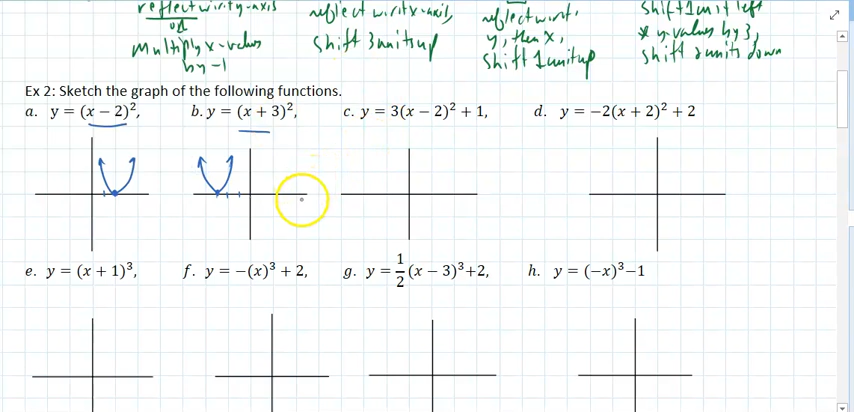 reflect w.r.t y-axis
or
multiply x-values
by -1
reflect w.r.t x-axis,
shift 3 units up
reflect w.r.t.
y, then x,
shift 1 unit up
shift 1 unit left
* y-values by 3,
shift 2 units down
Ex 2: Sketch the graph of the following functions.
a. y = (x − 2)², b. y = (x + 3)², c. y = 3(x − 2)² + 1, d. y = −2(x + 2)² + 2
e. y = (x + 1)³, f. y = −(x)³ + 2, g. y = 1/2(x − 3)³+2, h. y = (−x)³−1